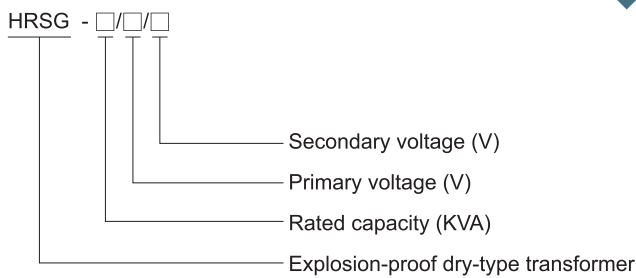 HRSG - □/□/□
Secondary voltage (V)
Primary voltage (V)
Rated capacity (KVA)
Explosion-proof dry-type transformer